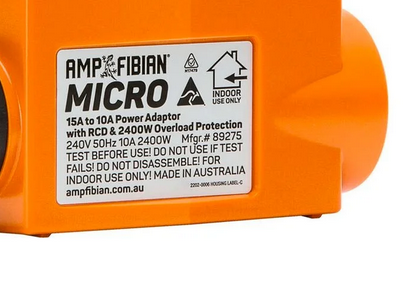 AMPFIBIAN®
MICRO
INDOOR
USE ONLY
15A to 10A Power Adaptor
with RCD & 2400W Overload Protection
240V 50Hz 10A 2400W Mfgr.# 89275
TEST BEFORE USE! DO NOT USE IF TEST
FAILS! DO NOT DISASSEMBLE! FOR
INDOOR USE ONLY! MADE IN AUSTRALIA
ampfibian.com.au
2202-0006 HOUSING LABEL-C